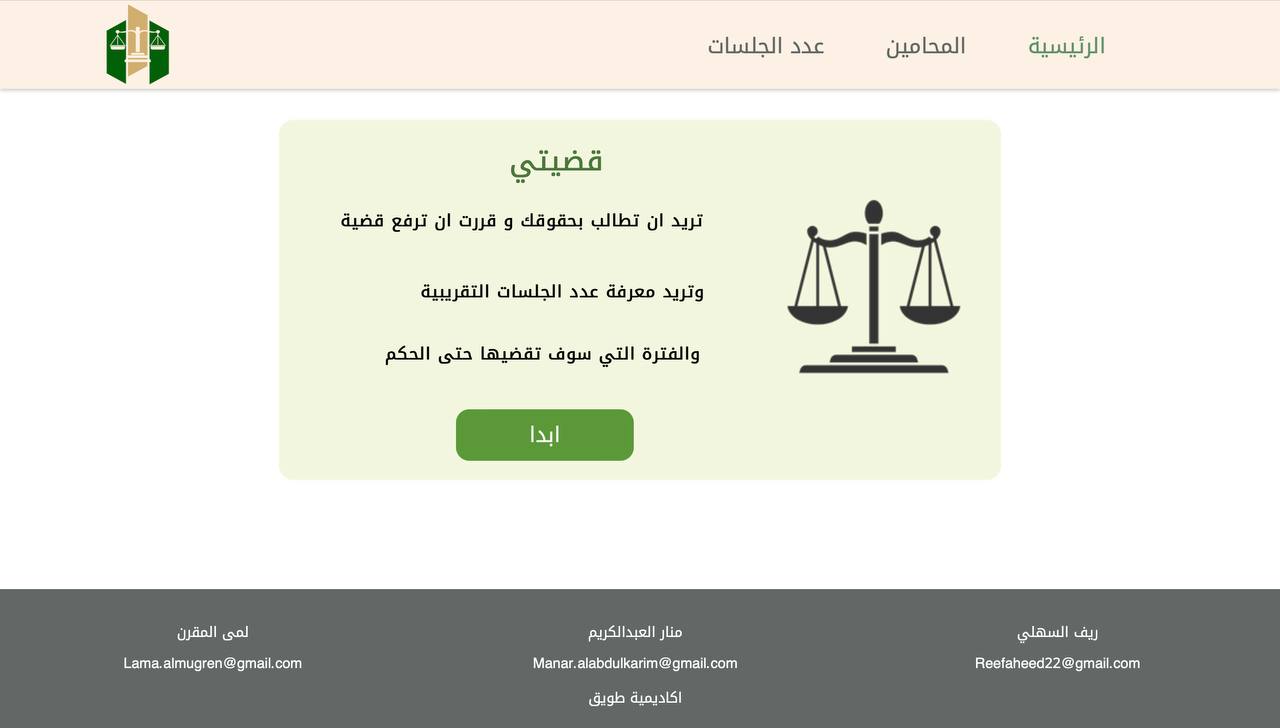 الرئيسية
المحامين
عدد الجلسات
قضيتي
تريد ان تطالب بحقوقك و قررت ان ترفع قضية
وتريد معرفة عدد الجلسات التقريبية
والفترة التي سوف تقضيها حتى الحكم
ابدا
ريف السهلي
Reefaheed22@gmail.com
منار العبدالكريم
Manar.alabdulkarim@gmail.com
لمى المقرن
Lama.almugren@gmail.com
اكاديمية طويق